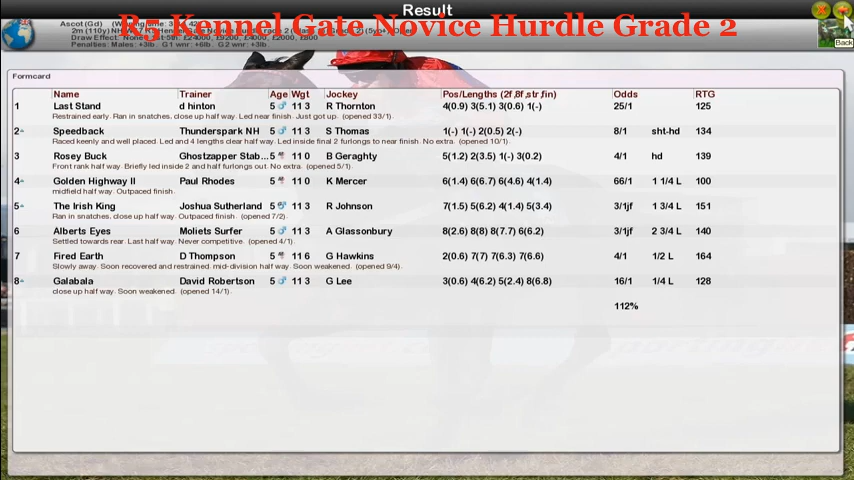 Result
R5 Kennel Gate Novice Hurdle Grade 2
Ascot(Gd)
Penalties: Males: +3lb. G1 wnr: +6lb. G2 wnr: +3lb.
Back
Formcard
Name Trainer Age Wgt Jockey Pos/Lengths (2f,8f,str,fin) Odds RTG
1 Last Stand d hinton 5 11 3 R Thornton 4(0.9) 3(5.1) 3(0.6) 1(-) 25/1 125
Restrained early. Ran in snatches, close up half way. Led near finish. Just got up. (opened 33/1)
2 Speedback Thunderspark NH 5 11 3 S Thomas 1(-) 1(-) 2(0.5) 2(-) 8/1 sht-hd 134
Raced keenly and well placed. Led and 4 lengths clear half way. Led inside final 2 furlongs to near finish. No extra. (opened 10/1)
3 Rosey Buck Ghostzapper Stab... 5 11 0 B Geraghty 5(1.2) 2(3.5) 1(-) 3(0.2) 4/1 hd 139
Front rank half way. Briefly led inside 2 and half furlongs out. No extra. (opened 5/1)
4 Golden Highway II Paul Rhodes 5 11 0 K Mercer 6(1.4) 6(6.7) 6(4.6) 4(1.4) 66/1 1 1/4 L 100
midfield half way. Outpaced finish.
5 The Irish King Joshua Sutherland 5 11 3 R Johnson 7(1.5) 5(6.2) 4(1.4) 5(3.4) 3/1jf 1 3/4 L 151
Ran in snatches, close up half way. Outpaced finish. (opened 7/2)
6 Alberts Eyes Moliets Surfer 5 11 3 A Glassonbury 8(2.6) 8(8) 8(7.7) 6(6.2) 3/1jf 2 3/4 L 140
Settled towards rear. Last half way. Never competitive. (opened 4/1)
7 Fired Earth D Thompson 5 11 6 G Hawkins 2(0.6) 7(7) 7(6.3) 7(6.6) 4/1 1/2 L 164
Slowly away. Soon recovered and restrained, mid-division half way. Soon weakened. (opened 9/4)
8 Galabala David Robertson 5 11 3 G Lee 3(0.6) 4(6.2) 5(2.4) 8(6.8) 16/1 1/4 L 128
close up half way. Soon weakened. (opened 14/1)
112%